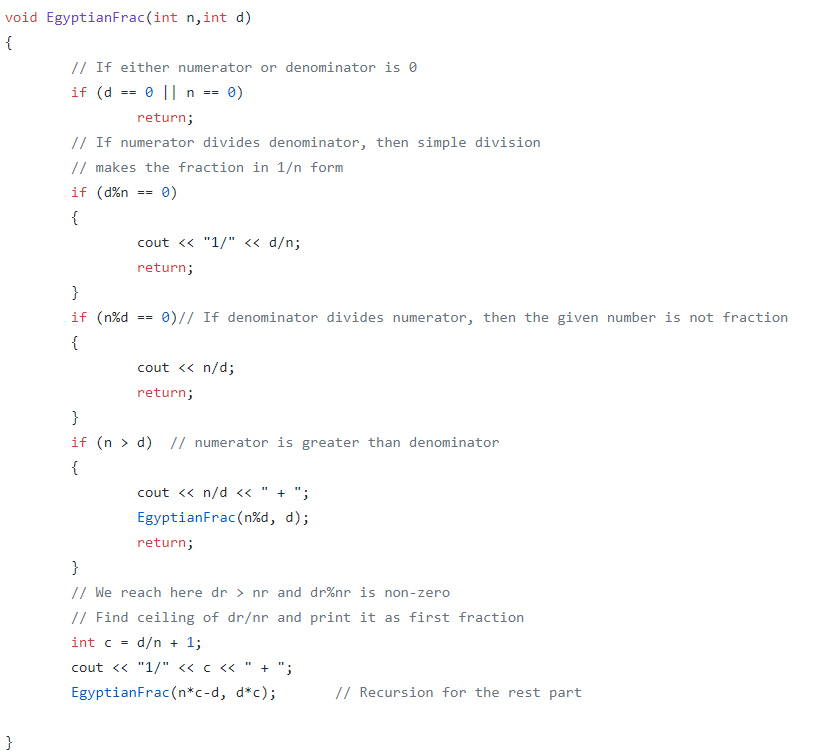 void EgyptianFrac(int n,int d)
{
// If either numerator or denominator is 0
if (d == 0 || n == 0)
return;
// If numerator divides denominator, then simple division
// makes the fraction in 1/n form
if (d%n == 0)
{
cout << "1/" << d/n;
return;
}
if (n%d == 0)// If denominator divides numerator, then the given number is not fraction
{
cout << n/d;
return;
}
if (n > d)  // numerator is greater than denominator
{
cout << n/d << " + ";
EgyptianFrac(n%d, d);
return;
}
// We reach here dr > nr and dr%nr is non-zero
// Find ceiling of dr/nr and print it as first fraction
int c = d/n + 1;
cout << "1/" << c << " + ";
EgyptianFrac(n*c-d, d*c);       // Recursion for the rest part
}